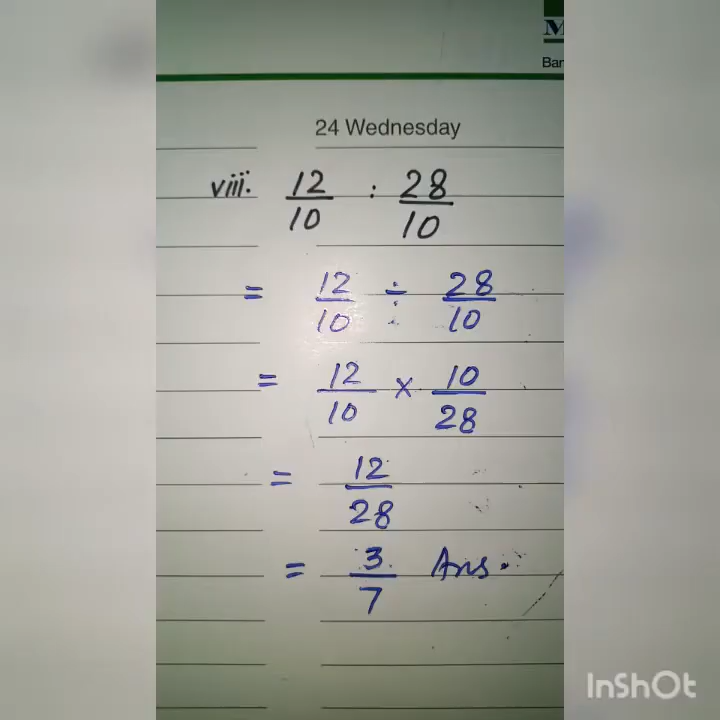 M
Bar
24 Wednesday
viii. 12/10 : 28/10
= 12/10 ÷ 28/10
= 12/10 × 10/28
= 12/28
= 3/7 Ans.
InShOt